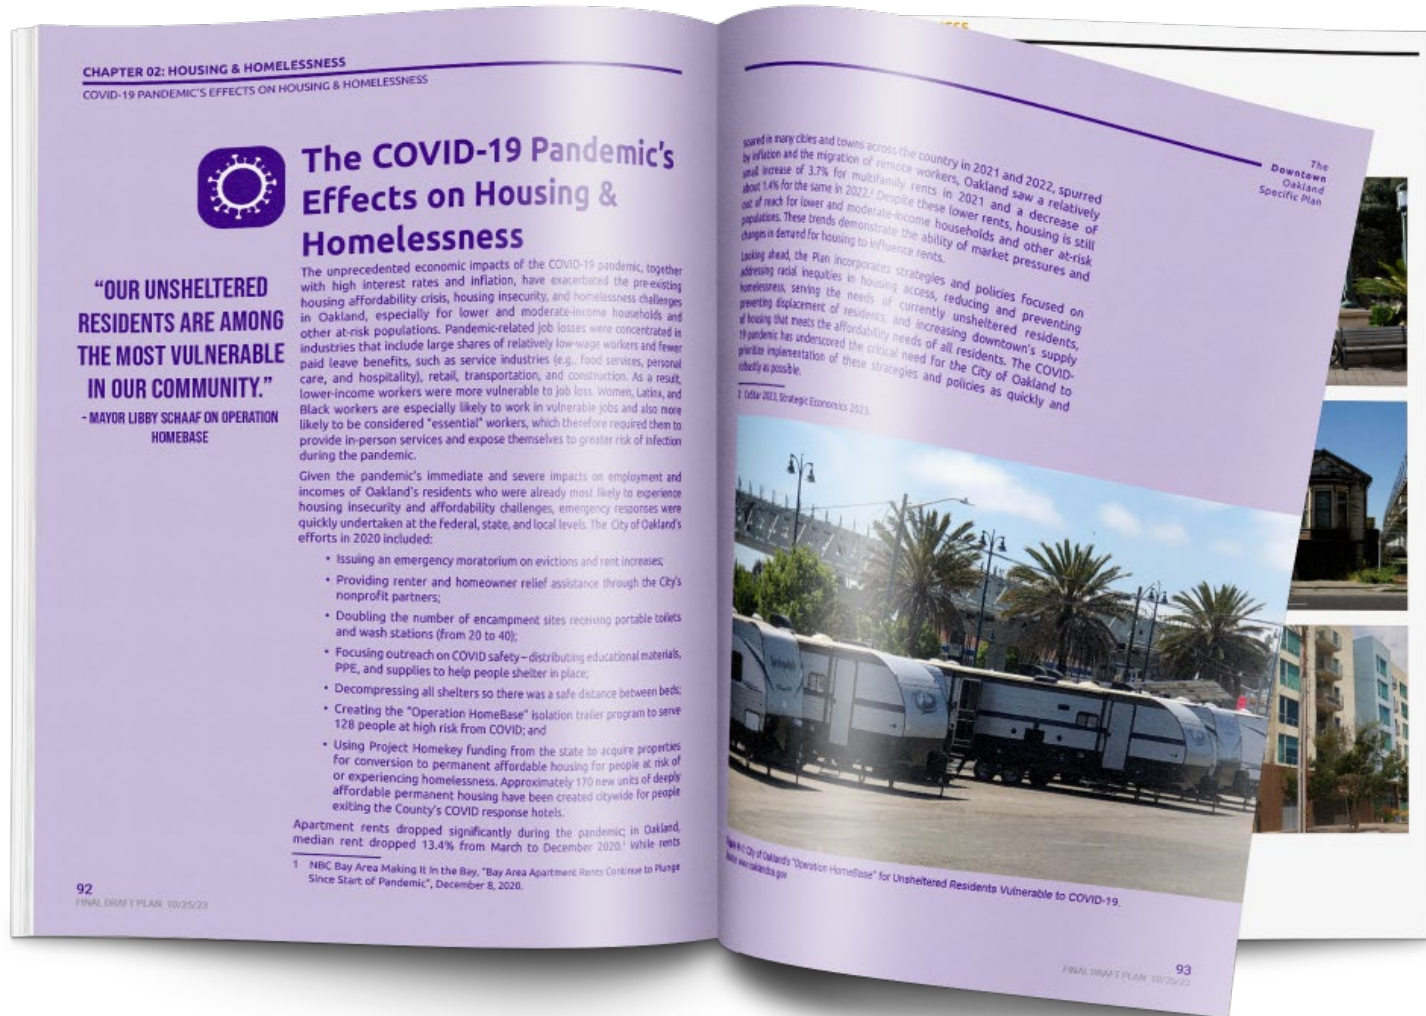 CHAPTER 02: HOUSING & HOMELESSNESS
COVID-19 PANDEMIC'S EFFECTS ON HOUSING & HOMELESSNESS
The COVID-19 Pandemic's
Effects on Housing &
Homelessness
"OUR UNSHELTERED
RESIDENTS ARE AMONG
THE MOST VULNERABLE
IN OUR COMMUNITY."
- MAYOR LIBBY SCHAAF ON OPERATION
HOMEBASE
The unprecedented economic impacts of the COVID-19 pandemic, together
with high interest rates and inflation, have exacerbated the pre-existing
housing affordability crisis, housing insecurity, and homelessness challenges
in Oakland, especially for lower and moderate-income households and
other at-risk populations. Pandemic-related job losses were concentrated in
industries that include large shares of relatively low-wage workers and fewer
paid leave benefits, such as service industries (e.g., food services, personal
care, and hospitality), retail, transportation, and construction. As a result,
lower-income workers were more vulnerable to job loss. Women, Latinx, and
Black workers are especially likely to work in vulnerable jobs and also more
likely to be considered "essential" workers, which therefore required them to
provide in-person services and expose themselves to greater risk of infection
during the pandemic.
Given the pandemic's immediate and severe impacts on employment and
incomes of Oakland's residents who were already most likely to experience
housing insecurity and affordability challenges, emergency responses were
quickly undertaken at the federal, state, and local levels. The City of Oakland's
efforts in 2020 included:
• Issuing an emergency moratorium on evictions and rent increases;
• Providing renter and homeowner relief assistance through the City's
nonprofit partners;
• Doubling the number of encampment sites receiving portable toilets
and wash stations (from 20 to 40);
• Focusing outreach on COVID safety–distributing educational materials,
PPE, and supplies to help people shelter in place;
• Decompressing all shelters so there was a safe distance between beds;
• Creating the "Operation HomeBase" isolation trailer program to serve
128 people at high risk from COVID; and
• Using Project Homekey funding from the state to acquire properties
for conversion to permanent affordable housing for people at risk of
or experiencing homelessness. Approximately 170 new units of deeply
affordable permanent housing have been created citywide for people
exiting the County's COVID response hotels.
Apartment rents dropped significantly during the pandemic; in Oakland,
median rent dropped 13.4% from March to December 2020.¹ While rents
1 NBC Bay Area Making It In the Bay, "Bay Area Apartment Rents Continue to Plunge
Since Start of Pandemic", December 8, 2020.
92
FINAL DRAFT PLAN 10/25/23
The
Downtown
Oakland
Specific Plan
soared in many cities and towns across the country in 2021 and 2022, spurred
by inflation and the migration of remote workers, Oakland saw a relatively
small increase of 3.7% for multifamily rents in 2021 and a decrease of
about 1.4% for the same in 2022.² Despite these lower rents, housing is still
out of reach for lower and moderate-income households and other at-risk
populations. These trends demonstrate the ability of market pressures and
changes in demand for housing to influence rents.
Looking ahead, the Plan incorporates strategies and policies focused on
addressing racial inequities in housing access, reducing and preventing
homelessness, serving the needs of currently unsheltered residents,
preventing displacement of residents, and increasing downtown's supply
of housing that meets the affordability needs of all residents. The COVID-
19 pandemic has underscored the critical need for the City of Oakland to
prioritize implementation of these strategies and policies as quickly and
robustly as possible.
2 CoStar 2023, Strategic Economics 2023.
City of Oakland's "Operation HomeBase" for Unsheltered Residents Vulnerable to COVID-19.
www.oaklandca.gov
93
FINAL DRAFT PLAN 10/25/23